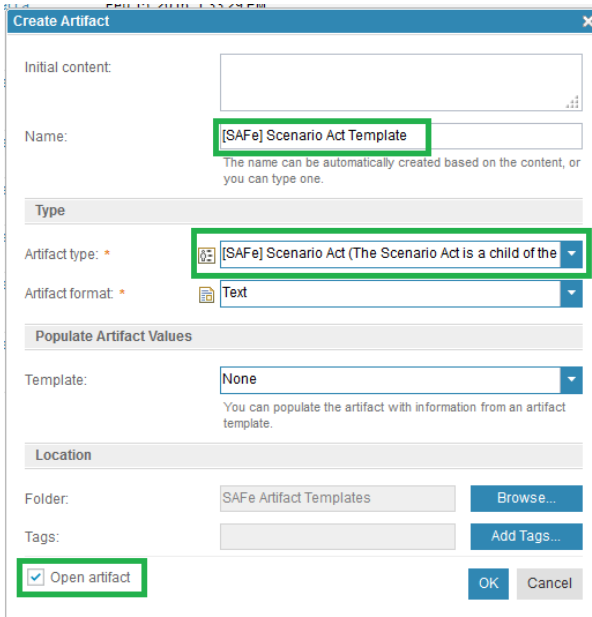 Create Artifact
Initial content:
Name:
[SAFe] Scenario Act Template
The name can be automatically created based on the content, or
you can type one.
Type
Artifact type: *
[SAFe] Scenario Act (The Scenario Act is a child of the
Artifact format: *
Text
Populate Artifact Values
Template:
None
You can populate the artifact with information from an artifact
template.
Location
Folder:
SAFe Artifact Templates
Browse...
Tags:
Add Tags...
Open artifact
OK
Cancel